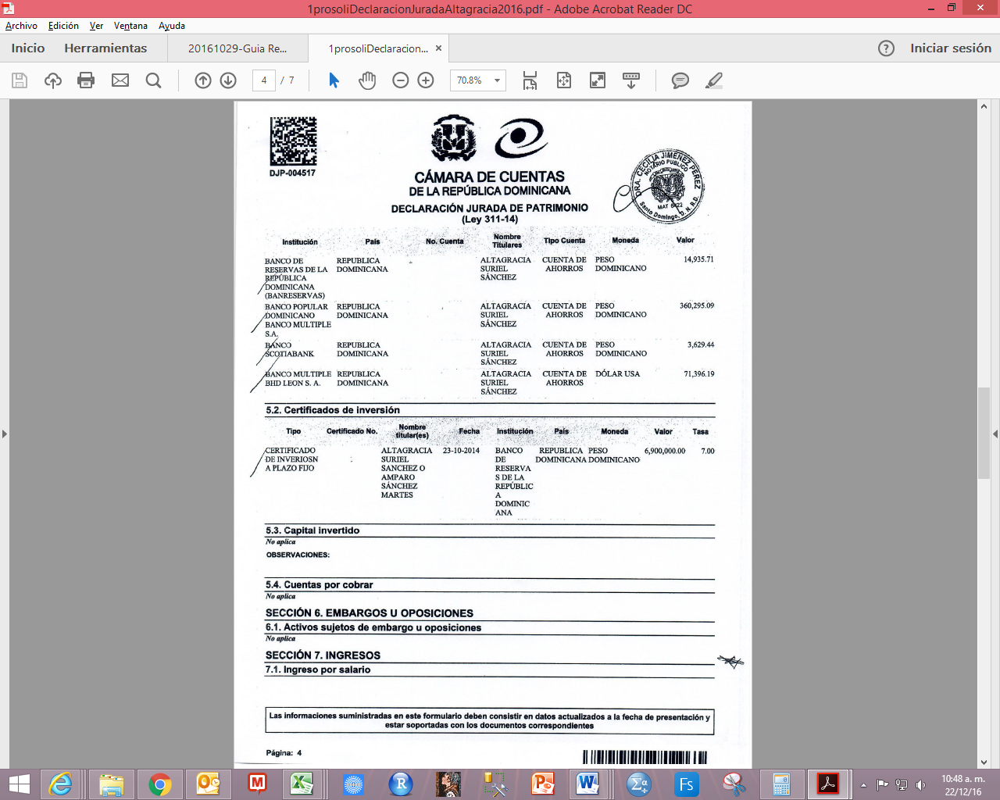 1prosoliDeclaracionJuradaAltagracia2016.pdf - Adobe Acrobat Reader DC
Archivo Edición Ver Ventana Ayuda
Inicio Herramientas 20161029-Guia Re... 1prosoliDeclaracion... × ? Iniciar sesión
4 / 7 70.8%
DJP-004517
CÁMARA DE CUENTAS
DE LA REPÚBLICA DOMINICANA
DECLARACIÓN JURADA DE PATRIMONIO
(Ley 311-14)
DRA. CECILIA JIMENEZ PEREZ
NOTARIO PUBLICO
Santo Domingo, D. N. R.D.
Institución País No. Cuenta Nombre Titulares Tipo Cuenta Moneda Valor
BANCO DE REPUBLICA ALTAGRACIA CUENTA DE PESO 14,935.71
RESERVAS DE LA DOMINICANA SURIEL AHORROS DOMINICANO
REPÚBLICA SÁNCHEZ
DOMINICANA
(BANRESERVAS)
BANCO POPULAR REPUBLICA ALTAGRACIA CUENTA DE PESO 360,295.09
DOMINICANO DOMINICANA SURIEL AHORROS DOMINICANO
BANCO MULTIPLE SÁNCHEZ
S.A.
BANCO REPUBLICA ALTAGRACIA CUENTA DE PESO 3,629.44
SCOTIABANK DOMINICANA SURIEL AHORROS DOMINICANO
SÁNCHEZ
BANCO MULTIPLE REPUBLICA ALTAGRACIA CUENTA DE DÓLAR USA 71,396.19
BHD LEON S. A. DOMINICANA SURIEL AHORROS
SÁNCHEZ
5.2. Certificados de inversión
Tipo Certificado No. Nombre titular(es) Fecha Institución País Moneda Valor Tasa
CERTIFICADO ALTAGRACIA 23-10-2014 BANCO REPUBLICA PESO 6,900,000.00 7.00
DE INVERIOSN SURIEL DE DOMINICANA DOMINICANO
A PLAZO FIJO SANCHEZ O RESERVA
AMPARO S DE LA
SÁNCHEZ REPÚBLIC
MARTES A
DOMINIC
ANA
5.3. Capital invertido
No aplica
OBSERVACIONES:
5.4. Cuentas por cobrar
No aplica
SECCIÓN 6. EMBARGOS U OPOSICIONES
6.1. Activos sujetos de embargo u oposiciones
No aplica
SECCIÓN 7. INGRESOS
7.1. Ingreso por salario
Las informaciones suministradas en este formulario deben consistir en datos actualizados a la fecha de presentación y
estar soportadas con los documentos correspondientes
Página: 4
10:48 a. m.
22/12/16